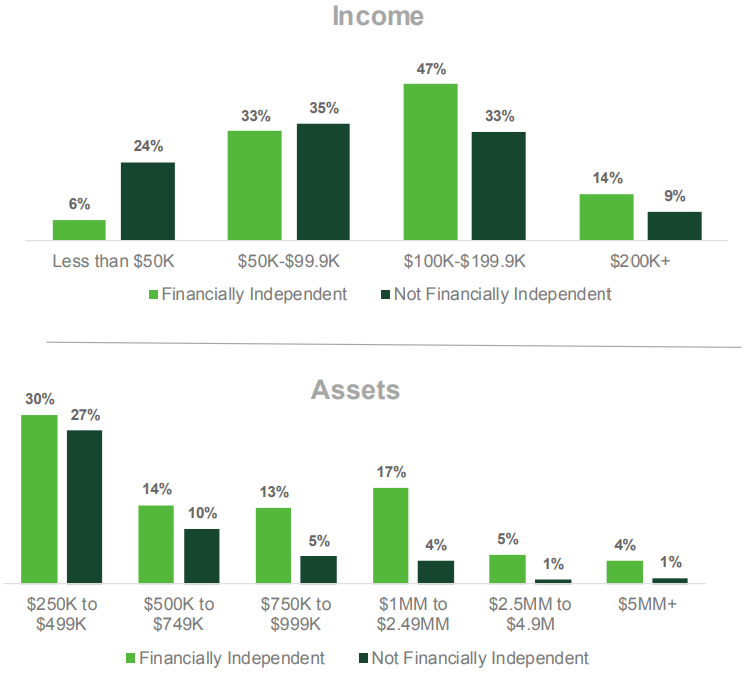 Income
47%
33%
35%
33%
24%
14%
9%
6%
Less than $50K
$50K-$99.9K
$100K-$199.9K
$200K+
Financially Independent
Not Financially Independent
Assets
30%
27%
14%
10%
13%
5%
17%
4%
5%
1%
4%
1%
$250K to
$499K
$500K to
$749K
$750K to
$999K
$1MM to
$2.49MM
$2.5MM to
$4.9M
$5MM+
Financially Independent
Not Financially Independent